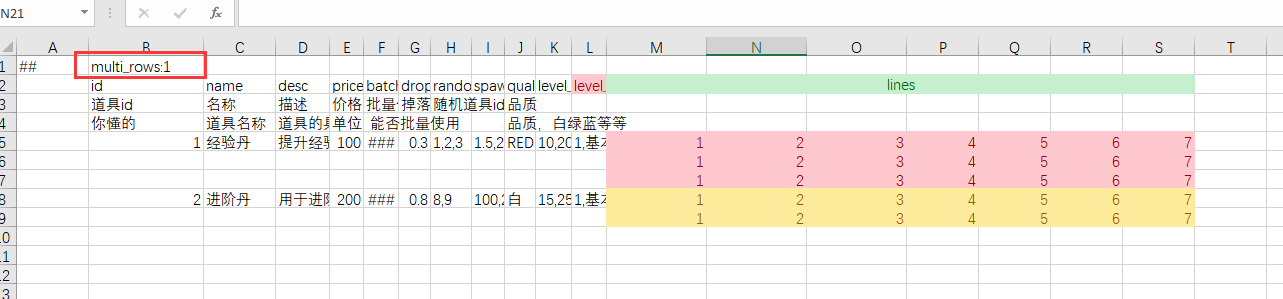 N21 fx
A B C D E F G H I J K L M N O P Q R S T
1 ## multi_rows:1
2 id name desc price batch drop rando spaw qual level_ level_ lines
3 道具id 名称 描述 价格 批量 掉落 随机道具id 品质
4 你懂的 道具名称 道具的 单位 能否批量使用 品质，白绿蓝等等
5 1 经验丹 提升经验 100 ### 0.3 1,2,3 1.5,2 RED 10,20 1,基本 1 2 3 4 5 6 7
6 1 2 3 4 5 6 7
7 1 2 3 4 5 6 7
8 2 进阶丹 用于进阶 200 ### 0.8 8,9 100,2 白 15,25 1,基本 1 2 3 4 5 6 7
9 1 2 3 4 5 6 7
10
11
12
13